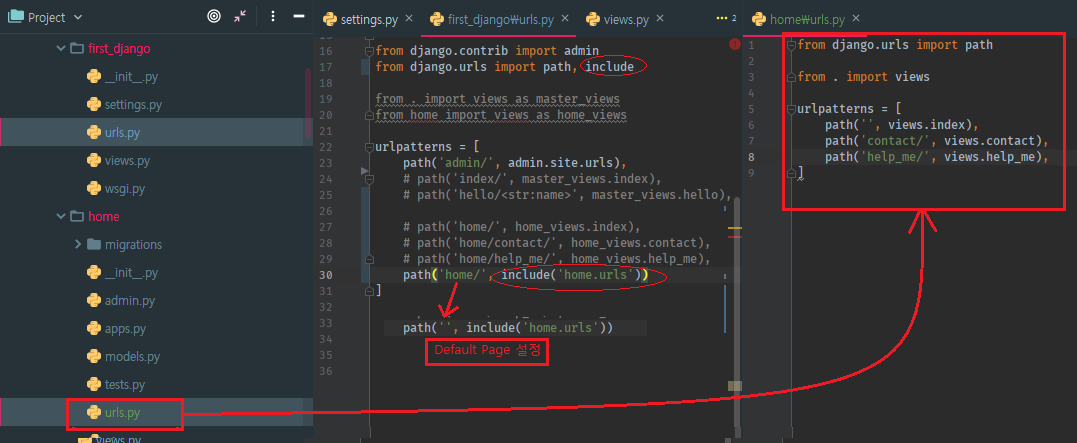 Project
first_django
__init__.py
settings.py
urls.py
views.py
wsgi.py
home
migrations
__init__.py
admin.py
apps.py
models.py
tests.py
urls.py
views.py
settings.py
first_django₩urls.py
views.py
2
15
16 from django.contrib import admin
17 from django.urls import path, include
18
19 from . import views as master_views
20 from home import views as home_views
21
22 urlpatterns = [
23 path('admin/', admin.site.urls),
24 # path('index/', master_views.index),
25 # path('hello/<str:name>', master_views.hello),
26
27 # path('home/', home_views.index),
28 # path('home/contact/', home_views.contact),
29 # path('home/help_me/', home_views.help_me),
30 path('home/', include('home.urls'))
31 ]
32
33 path('', include('home.urls'))
34
Default Page 설정
35
36
home₩urls.py
1 from django.urls import path
2
3 from . import views
4
5 urlpatterns = [
6 path('', views.index),
7 path('contact/', views.contact),
8 path('help_me/', views.help_me),
9 ]